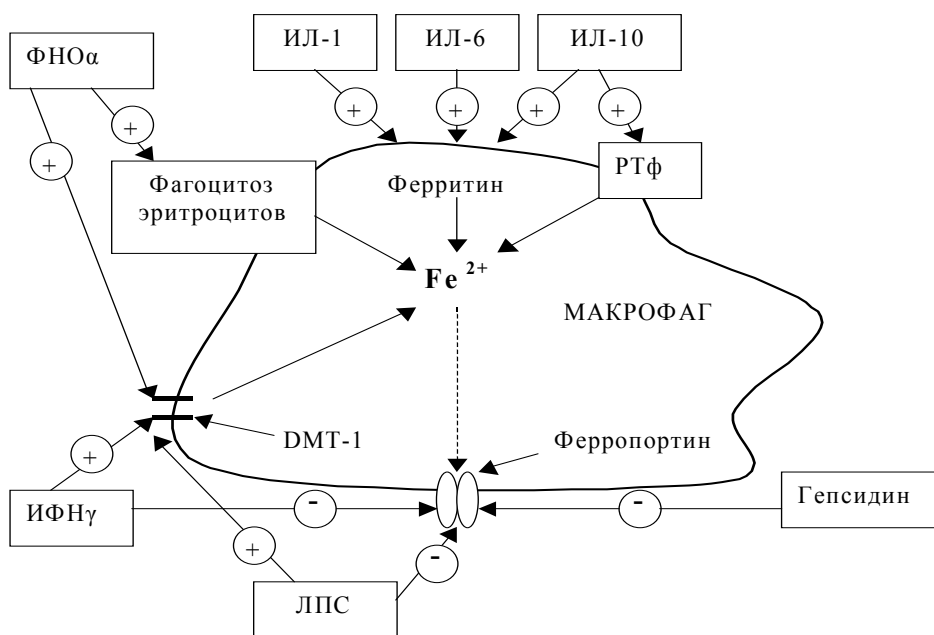 ФНОα
ИЛ-1
ИЛ-6
ИЛ-10
+
+
+
+
+
+
Фагоцитоз
эритроцитов
Ферритин
РТф
Fe 2+
МАКРОФАГ
DMT-1
Ферропортин
+
ИФНγ
-
-
Гепсидин
+
-
ЛПС